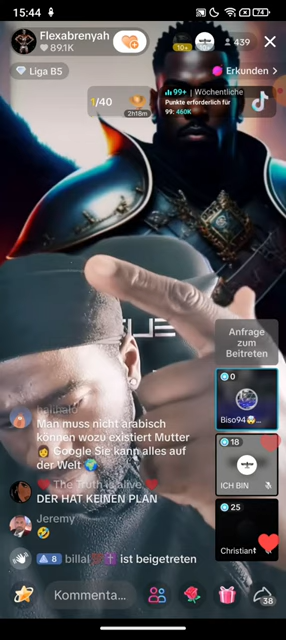 15:44
74
Flexabrenyah
89.1K
10+
10+
439
Liga B5
Erkunden >
1/40
2h18m
99+ | Wöchentliche
Punkte erforderlich für
99: 460K
Anfrage
zum
Beitreten
0
Biso94🤯...
18
ICH BIN
25
Christian
Man muss nicht arabisch
können wozu existiert Mutter
👩 Google Sie kann alles auf
der Welt 🌍
The Truth is alive
DER HAT KEINEN PLAN
Jeremy
🤣
8 billal ist beigetreten
Kommenta...
38